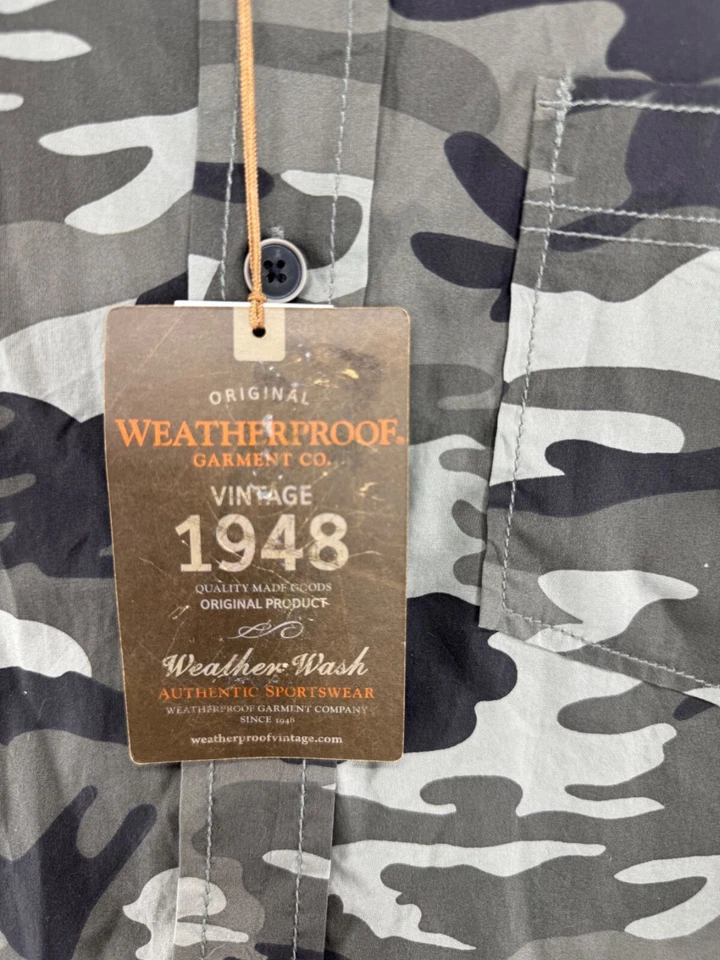 ORIGINAL
WEATHERPROOF®
GARMENT CO.
VINTAGE
1948
QUALITY MADE GOODS
ORIGINAL PRODUCT
Weather·Wash
AUTHENTIC SPORTSWEAR
WEATHERPROOF GARMENT COMPANY
SINCE 1948
weatherproofvintage.com